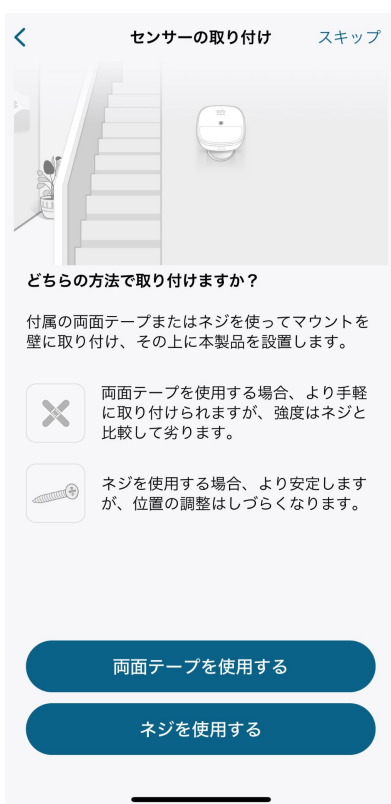 センサーの取り付け
スキップ
どちらの方法で取り付けますか？
付属の両面テープまたはネジを使ってマウントを
壁に取り付け、その上に本製品を設置します。
両面テープを使用する場合、より手軽
に取り付けられますが、強度はネジと
比較して劣ります。
ネジを使用する場合、より安定します
が、位置の調整はしづらくなります。
両面テープを使用する
ネジを使用する